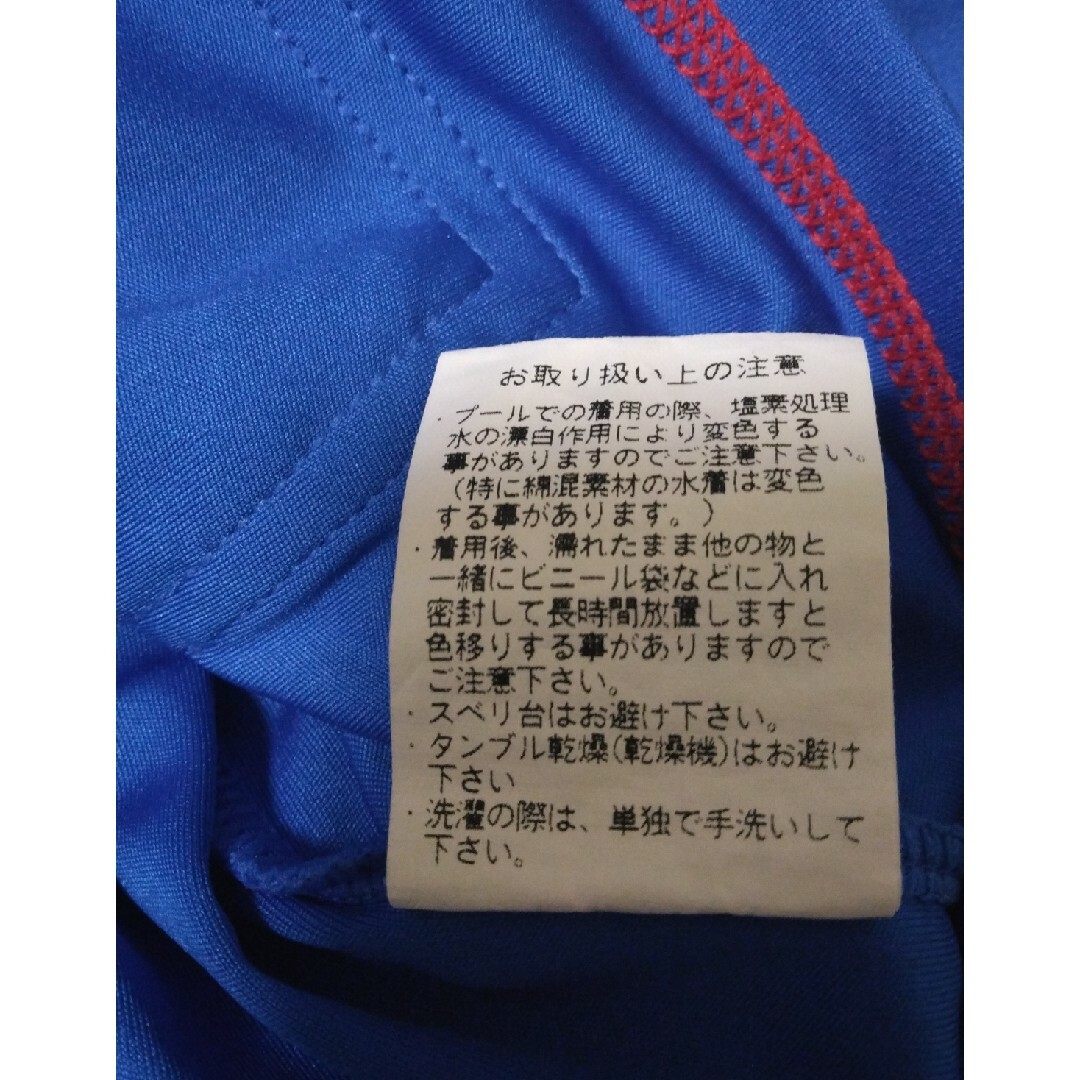 お取り扱い上の注意
・プールでの着用の際、塩素処理
水の漂白作用により変色する
事がありますのでご注意下さい。
（特に綿混素材の水着は変色
する事があります。）
・着用後、濡れたまま他の物と
一緒にビニール袋などに入れ
密封して長時間放置しますと
色移りする事がありますので
ご注意下さい。
・スベリ台はお避け下さい。
・タンブル乾燥(乾燥機)はお避け
下さい
・洗濯の際は、単独で手洗いして
下さい。